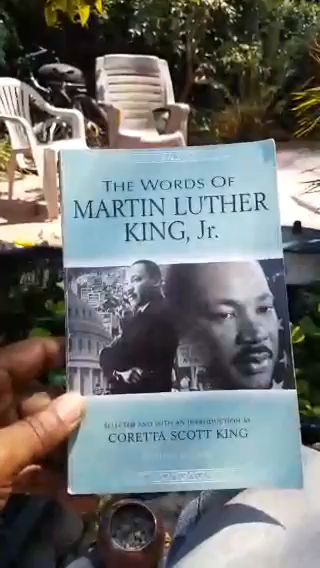 THE WORDS OF
MARTIN LUTHER
KING, Jr.
SELECTED AND WITH AN INTRODUCTION BY
CORETTA SCOTT KING